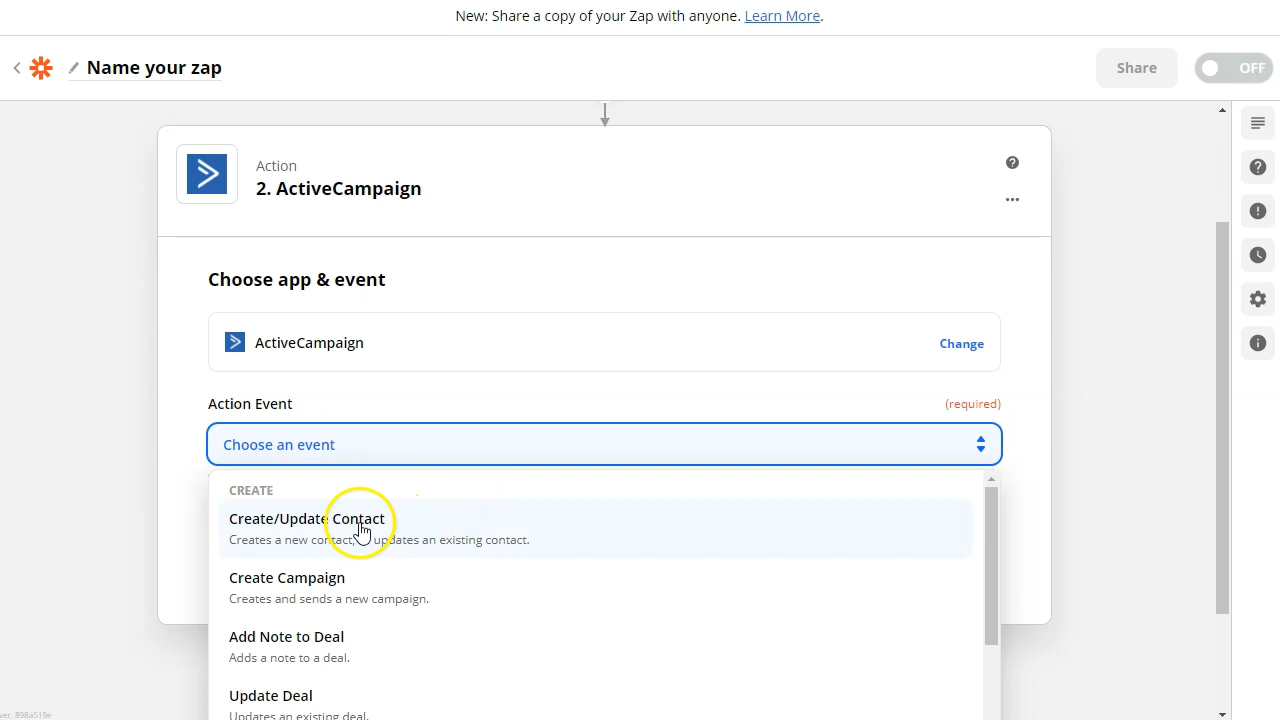 New: Share a copy of your Zap with anyone. Learn More.
Name your zap
Share
OFF
Action
2. ActiveCampaign
Choose app & event
ActiveCampaign
Change
Action Event
(required)
Choose an event
CREATE
Create/Update Contact
Creates a new contact, updates an existing contact.
Create Campaign
Creates and sends a new campaign.
Add Note to Deal
Adds a note to a deal.
Update Deal
Updates an existing deal.
ver. 898a519e